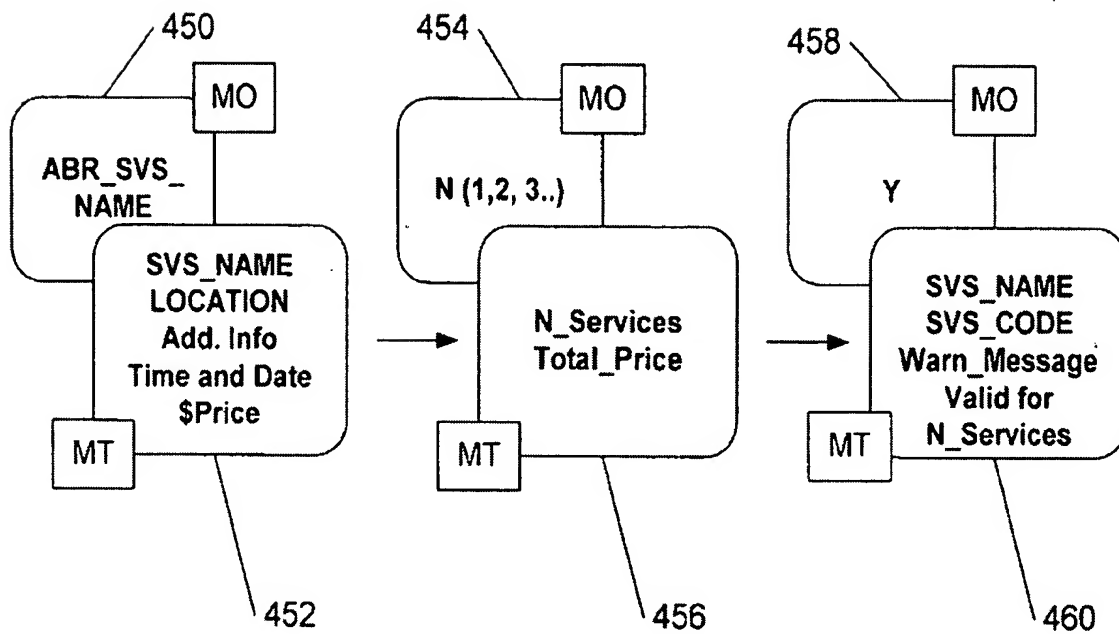 450
MO
ABR_SVS_
NAME
SVS_NAME
LOCATION
Add. Info
Time and Date
$Price
MT
452
454
MO
N (1,2, 3..)
N_Services
Total_Price
MT
456
458
MO
Y
SVS_NAME
SVS_CODE
Warn_Message
Valid for
N_Services
MT
460